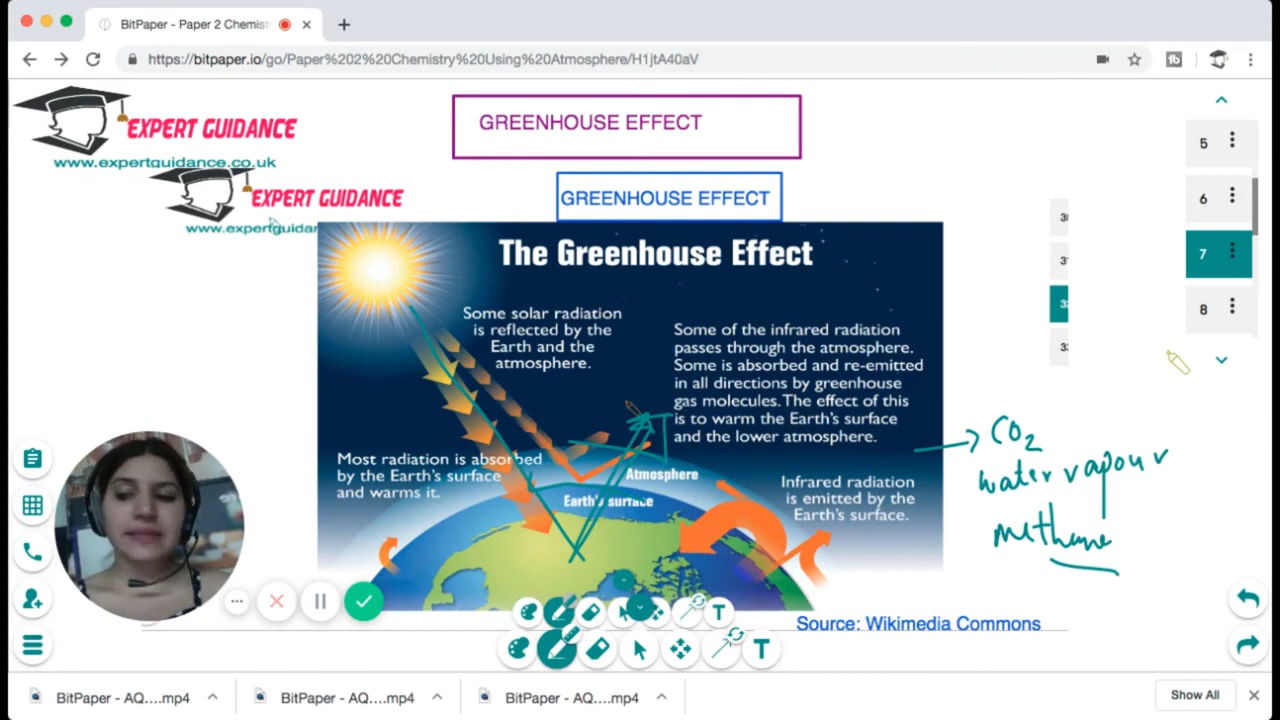 BitPaper - Paper 2 Chemist
https://bitpaper.io/go/Paper%202%20Chemistry%20Using%20Atmosphere/H1jtA40aV
EXPERT GUIDANCE
www.expertguidance.co.uk
GREENHOUSE EFFECT
EXPERT GUIDANCE
www.expertguidan
GREENHOUSE EFFECT
The Greenhouse Effect
Some solar radiation
is reflected by the
Earth and the
atmosphere.
Some of the infrared radiation
passes through the atmosphere.
Some is absorbed and re-emitted
in all directions by greenhouse
gas molecules. The effect of this
is to warm the Earth's surface
and the lower atmosphere.
Most radiation is absorbed
by the Earth's surface
and warms it.
Atmosphere
Earth's surface
Infrared radiation
is emitted by the
Earth's surface.
CO2
water vapour
methane
5
6
7
8
T
T
Source: Wikimedia Commons
BitPaper - AQ....mp4
BitPaper - AQ....mp4
BitPaper - AQ....mp4
Show All